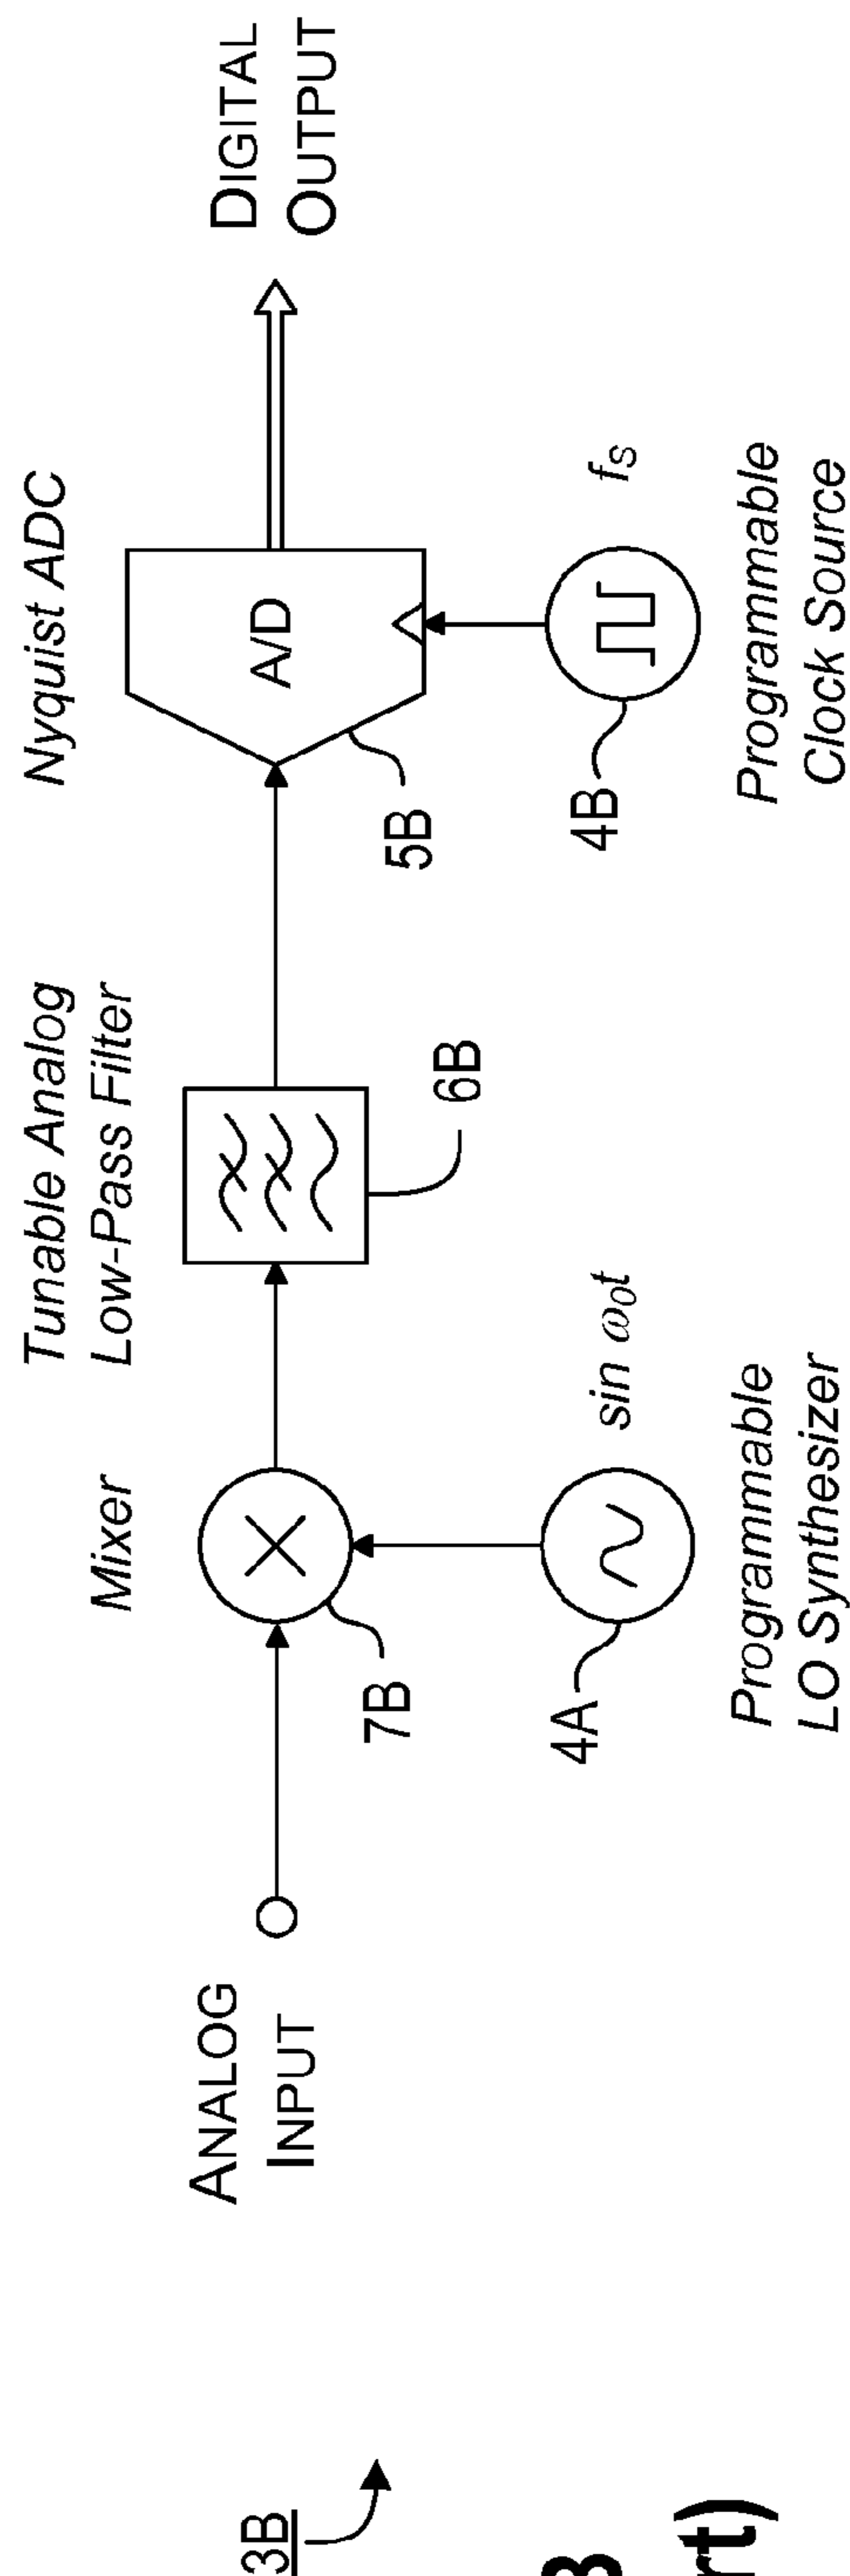 3B
ANALOG
INPUT
Mixer
7B
4A
sin ω0t
Programmable
LO Synthesizer
Tunable Analog
Low-Pass Filter
6B
Nyquist ADC
A/D
5B
4B
fS
Programmable
Clock Source
DIGITAL
OUTPUT